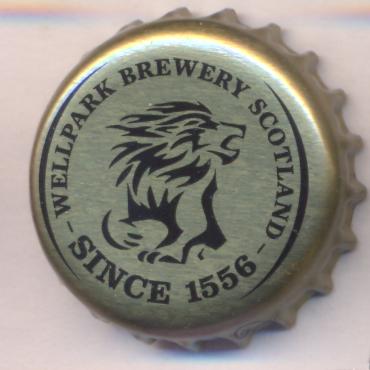 WELLPARK BREWERY SCOTLAND
- SINCE 1556 -